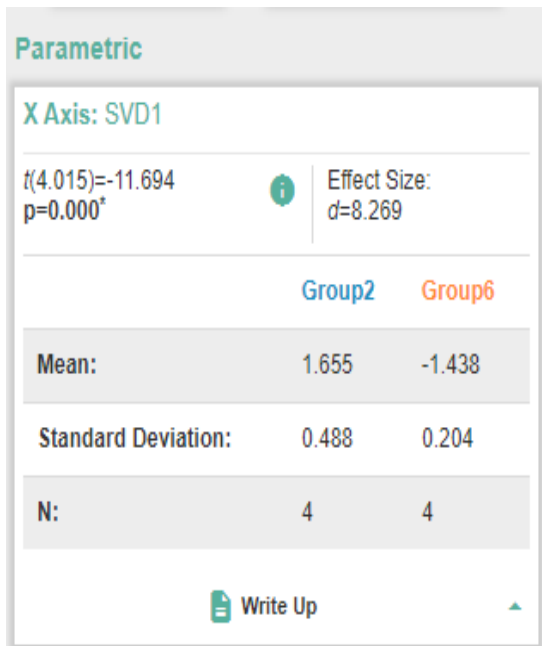 Parametric
X Axis: SVD1
t(4.015)=-11.694
p=0.000*
Effect Size:
d=8.269
Group2 Group6
Mean: 1.655 -1.438
Standard Deviation: 0.488 0.204
N: 4 4
Write Up